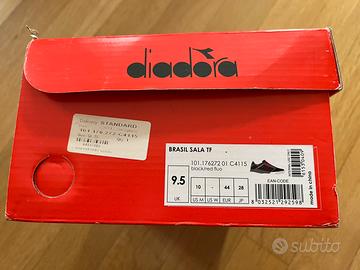 diadora
Delivery STANDARD
101.176272-C4115
BRASIL SALA TF
101.176272 01 C4115
black/red fluo
9.5
10
-
44
28
UK
US M
US W
EUR
JP
EAN-CODE
8 032521 292598
made in china
subito